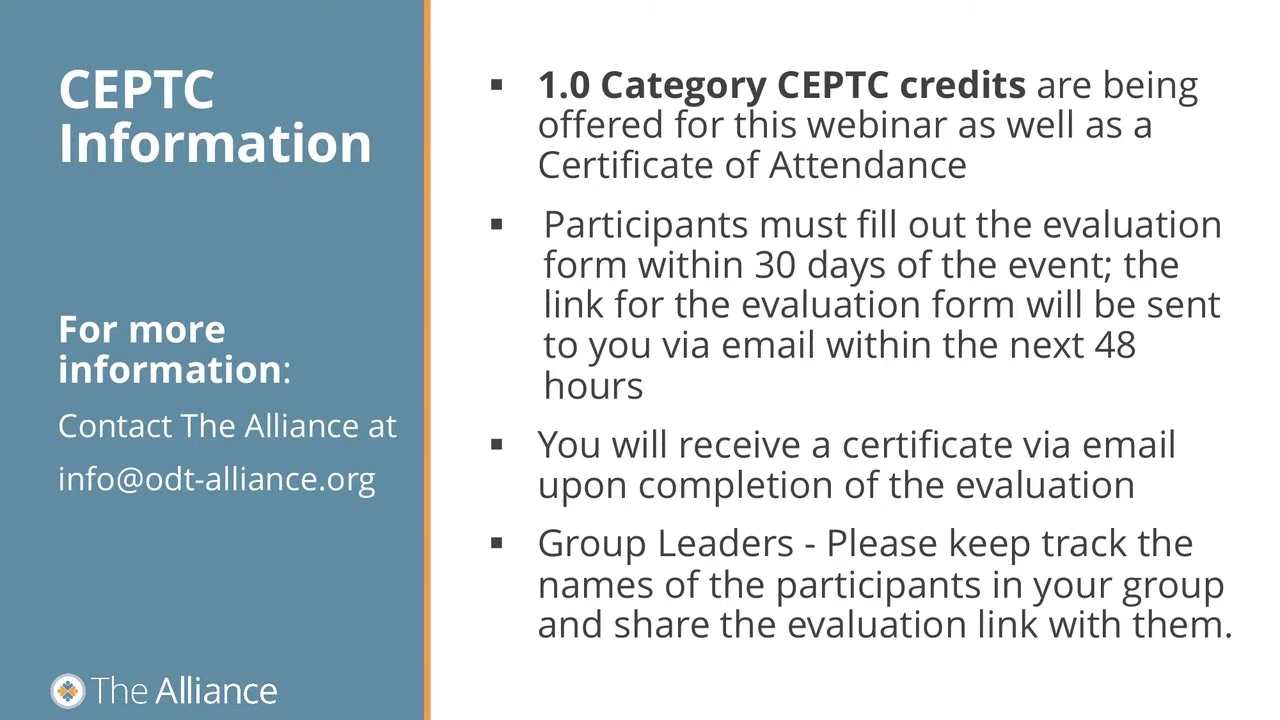 CEPTC
Information
For more
information:
Contact The Alliance at
info@odt-alliance.org
The Alliance
▪ 1.0 Category CEPTC credits are being
offered for this webinar as well as a
Certificate of Attendance
▪ Participants must fill out the evaluation
form within 30 days of the event; the
link for the evaluation form will be sent
to you via email within the next 48
hours
▪ You will receive a certificate via email
upon completion of the evaluation
▪ Group Leaders - Please keep track the
names of the participants in your group
and share the evaluation link with them.